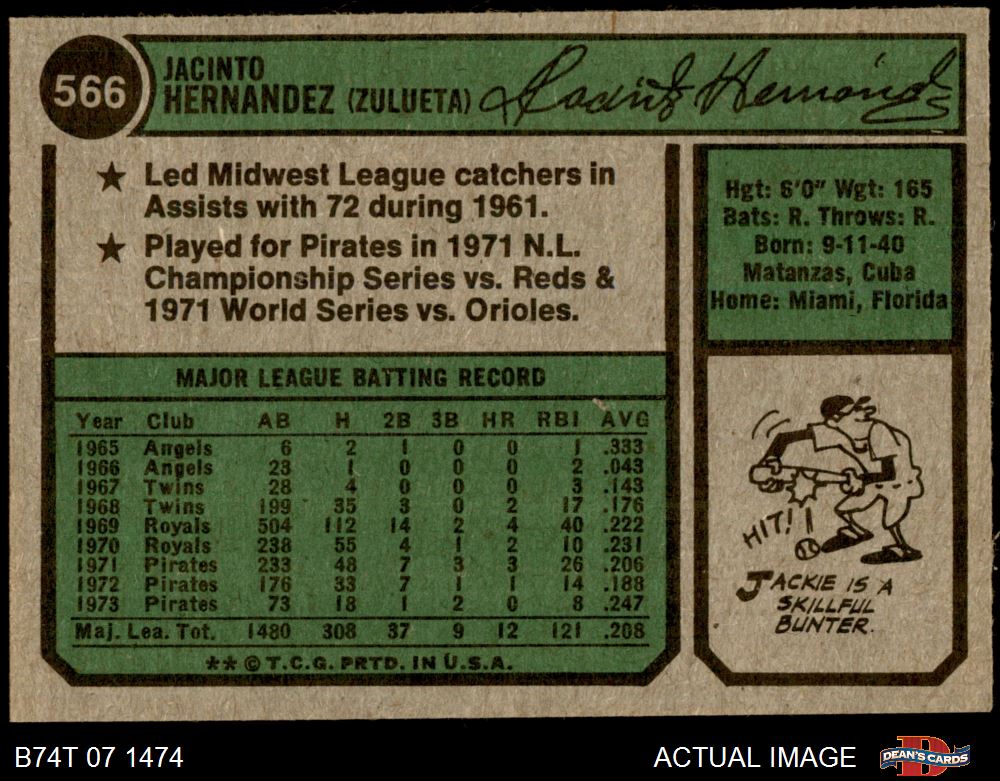 566
JACINTO
HERNANDEZ (ZULUETA)
Jacinto Hernández
★ Led Midwest League catchers in
Assists with 72 during 1961.
★ Played for Pirates in 1971 N.L.
Championship Series vs. Reds &
1971 World Series vs. Orioles.
Hgt: 6'0" Wgt: 165
Bats: R. Throws: R.
Born: 9-11-40
Matanzas, Cuba
Home: Miami, Florida
MAJOR LEAGUE BATTING RECORD
Year Club AB H 2B 3B HR RBI AVG
1965 Angels 6 2 1 0 0 1 .333
1966 Angels 23 1 0 0 0 2 .043
1967 Twins 28 4 0 0 0 3 .143
1968 Twins 199 35 3 0 2 17 .176
1969 Royals 504 112 14 2 4 40 .222
1970 Royals 238 55 4 1 2 10 .231
1971 Pirates 233 48 7 3 3 26 .206
1972 Pirates 176 33 7 1 1 14 .188
1973 Pirates 73 18 1 2 0 8 .247
Maj. Lea. Tot. 1480 308 37 9 12 121 .208
** © T.C.G. PRTD. IN U.S.A.
HIT!
JACKIE IS A
SKILLFUL
BUNTER.
B74T 07 1474
ACTUAL IMAGE
DEAN'S CARDS